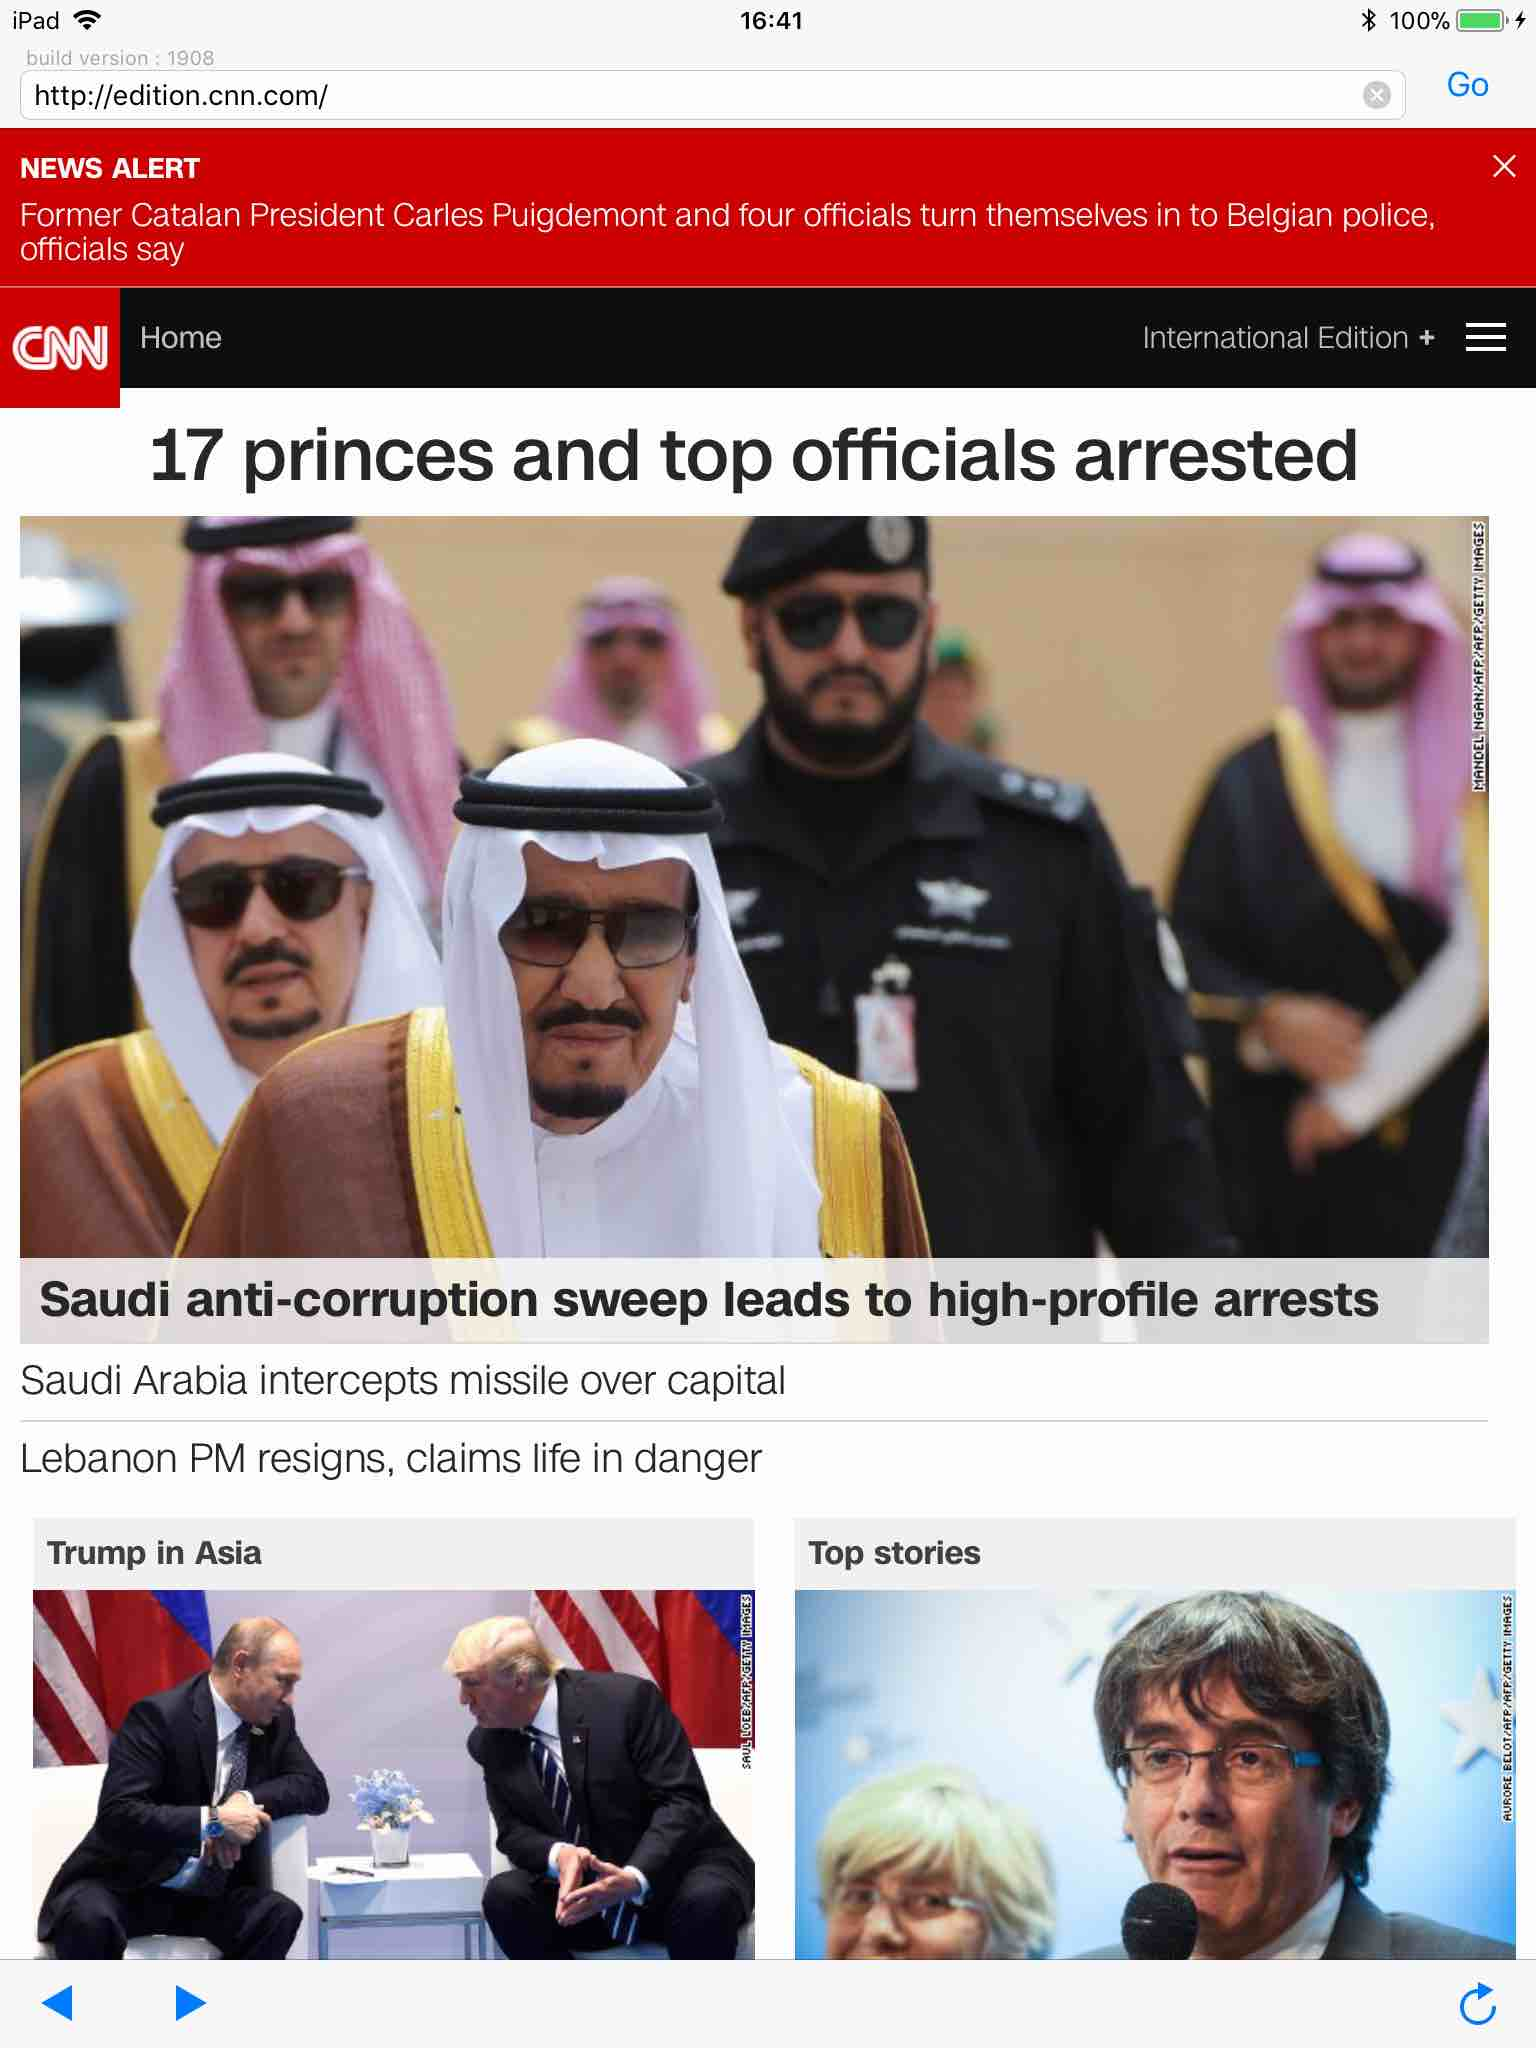 iPad 16:41 100%
build version : 1908
http://edition.cnn.com/
Go
NEWS ALERT
Former Catalan President Carles Puigdemont and four officials turn themselves in to Belgian police,
officials say
CNN Home International Edition +
17 princes and top officials arrested
MANDEL NGAN/AFP/AFP/GETTY IMAGES
Saudi anti-corruption sweep leads to high-profile arrests
Saudi Arabia intercepts missile over capital
Lebanon PM resigns, claims life in danger
Trump in Asia
SAUL LOEB/AFP/GETTY IMAGES
Top stories
AURORE BELOT/AFP/AFP/GETTY IMAGES